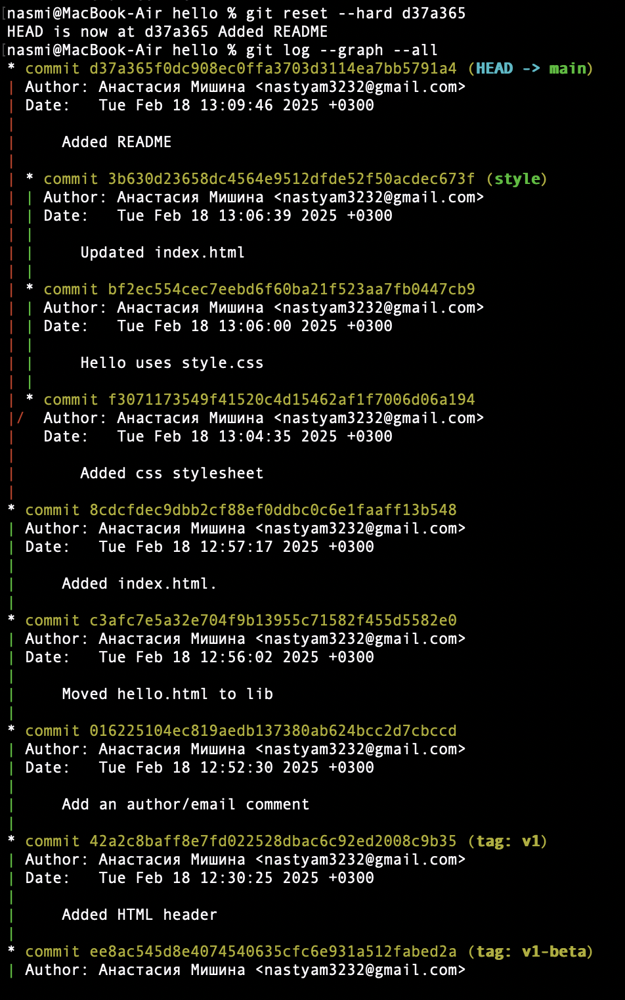 [nasmi@MacBook-Air hello % git reset --hard d37a365
HEAD is now at d37a365 Added README
[nasmi@MacBook-Air hello % git log --graph --all
* commit d37a365f0dc908ec0ffa3703d3114ea7bb5791a4 (HEAD -> main)
| Author: Анастасия Мишина <nastyam3232@gmail.com>
| Date:   Tue Feb 18 13:09:46 2025 +0300
|
|     Added README
|
| * commit 3b630d23658dc4564e9512dfde52f50acdec673f (style)
| | Author: Анастасия Мишина <nastyam3232@gmail.com>
| | Date:   Tue Feb 18 13:06:39 2025 +0300
| |
| |     Updated index.html
| |
| * commit bf2ec554cec7eebd6f60ba21f523aa7fb0447cb9
| | Author: Анастасия Мишина <nastyam3232@gmail.com>
| | Date:   Tue Feb 18 13:06:00 2025 +0300
| |
| |     Hello uses style.css
| |
| * commit f3071173549f41520c4d15462af1f7006d06a194
|/  Author: Анастасия Мишина <nastyam3232@gmail.com>
|   Date:   Tue Feb 18 13:04:35 2025 +0300
|
|       Added css stylesheet
|
* commit 8cdcfdec9dbb2cf88ef0ddbc0c6e1faaff13b548
| Author: Анастасия Мишина <nastyam3232@gmail.com>
| Date:   Tue Feb 18 12:57:17 2025 +0300
|
|     Added index.html.
|
* commit c3afc7e5a32e704f9b13955c71582f455d5582e0
| Author: Анастасия Мишина <nastyam3232@gmail.com>
| Date:   Tue Feb 18 12:56:02 2025 +0300
|
|     Moved hello.html to lib
|
* commit 016225104ec819aedb137380ab624bcc2d7cbccd
| Author: Анастасия Мишина <nastyam3232@gmail.com>
| Date:   Tue Feb 18 12:52:30 2025 +0300
|
|     Add an author/email comment
|
* commit 42a2c8baff8e7fd022528dbac6c92ed2008c9b35 (tag: v1)
| Author: Анастасия Мишина <nastyam3232@gmail.com>
| Date:   Tue Feb 18 12:30:25 2025 +0300
|
|     Added HTML header
|
* commit ee8ac545d8e4074540635cfc6e931a512fabed2a (tag: v1-beta)
| Author: Анастасия Мишина <nastyam3232@gmail.com>